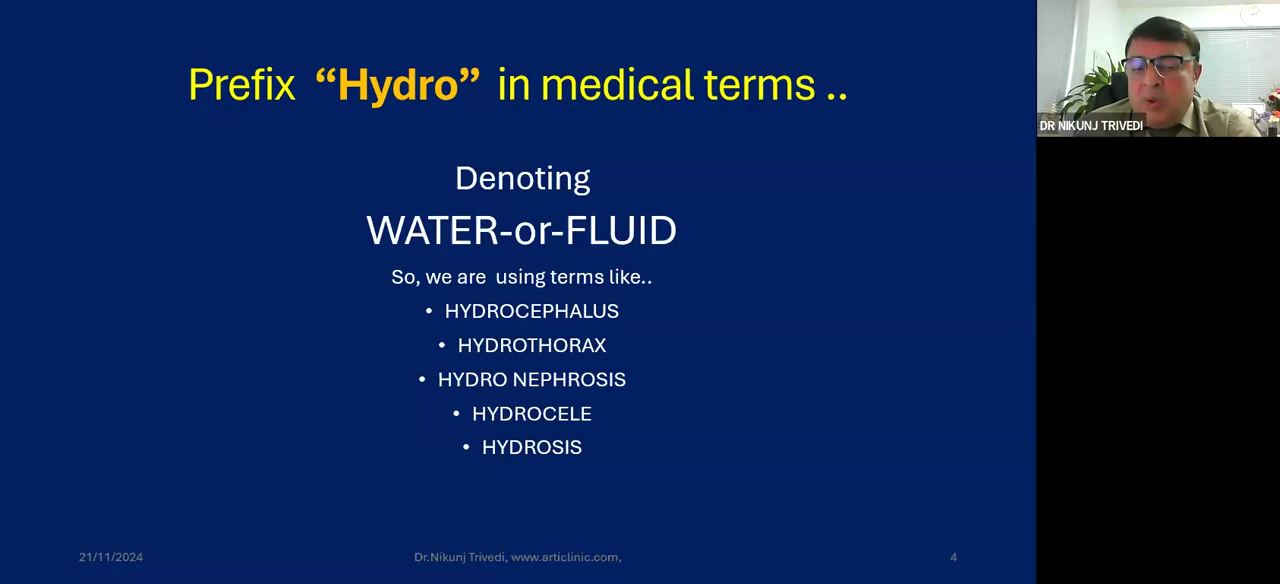 Prefix “Hydro” in medical terms ..
Denoting
WATER-or-FLUID
So, we are using terms like..
• HYDROCEPHALUS
• HYDROTHORAX
• HYDRO NEPHROSIS
• HYDROCELE
• HYDROSIS
21/11/2024
Dr.Nikunj Trivedi, www.articlinic.com,
4
DR NIKUNJ TRIVEDI